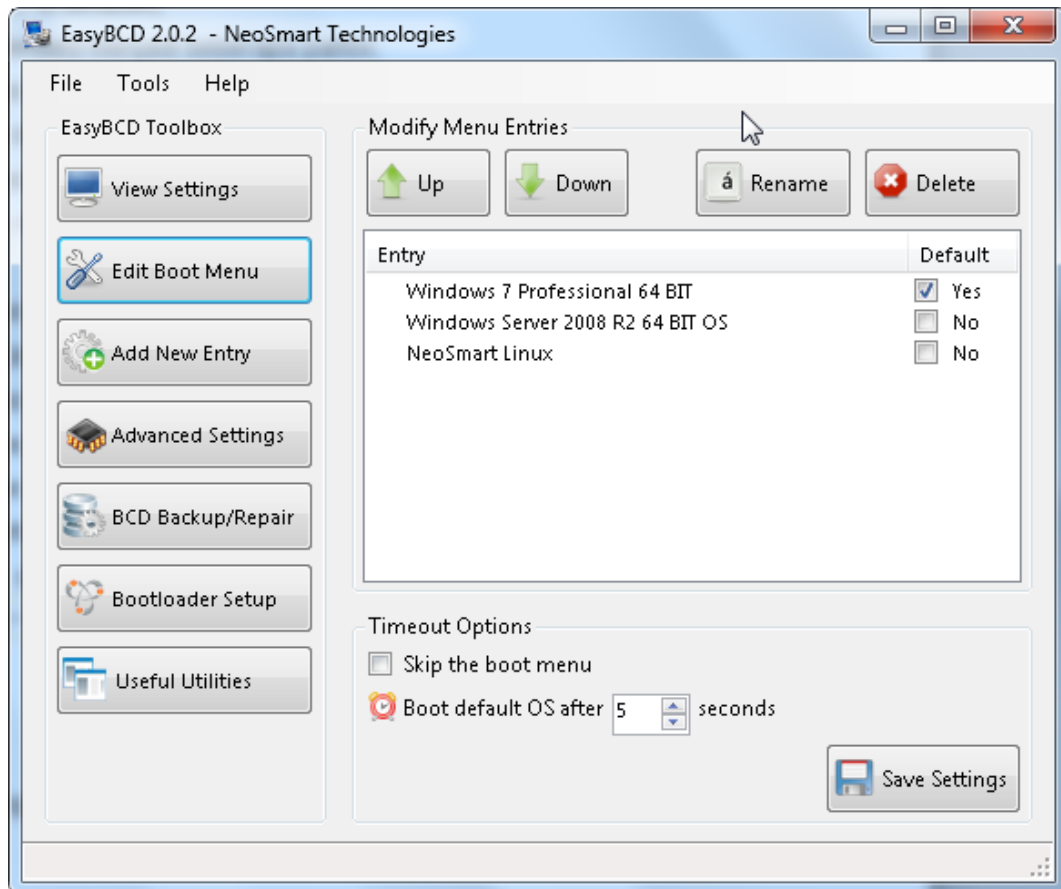 EasyBCD 2.0.2 - NeoSmart Technologies
File Tools Help
EasyBCD Toolbox
View Settings
Edit Boot Menu
Add New Entry
Advanced Settings
BCD Backup/Repair
Bootloader Setup
Useful Utilities
Modify Menu Entries
Up Down á Rename Delete
Entry Default
Windows 7 Professional 64 BIT Yes
Windows Server 2008 R2 64 BIT OS No
NeoSmart Linux No
Timeout Options
Skip the boot menu
Boot default OS after 5 seconds
Save Settings